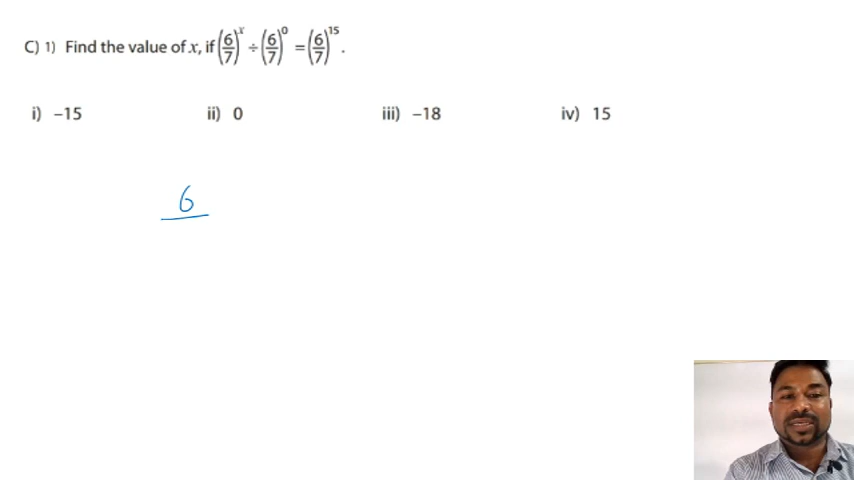 C) 1) Find the value of x, if (6/7)^x ÷ (6/7)^0 = (6/7)^15.
i) –15 ii) 0 iii) –18 iv) 15
6